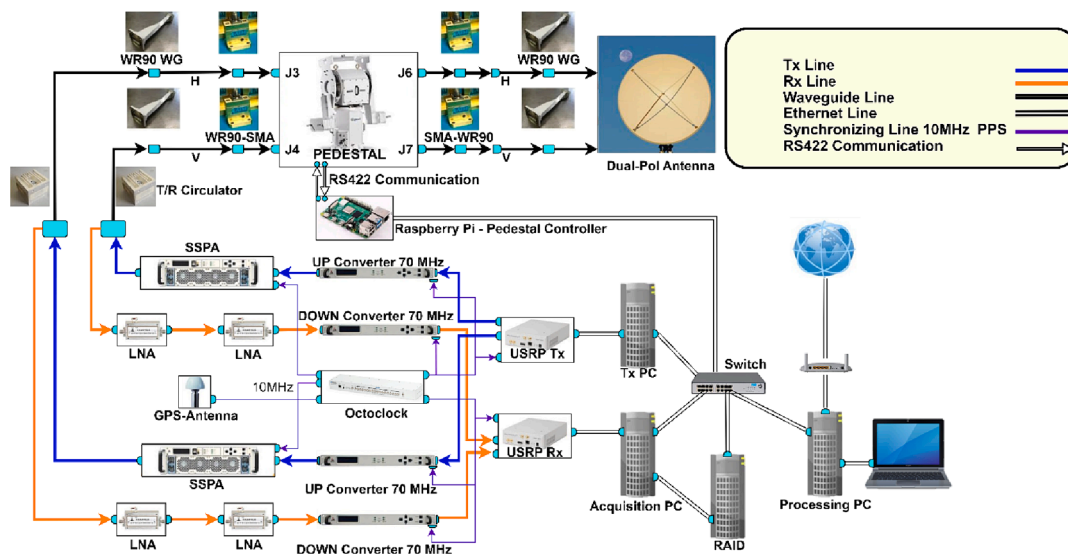 WR90 WG
WR90 WG
H
J3
J6
H
WR90-SMA
SMA-WR90
V
J4
PEDESTAL
J7
V
Dual-Pol Antenna
Tx Line
Rx Line
Waveguide Line
Ethernet Line
Synchronizing Line 10MHz PPS
RS422 Communication
RS422 Communication
T/R Circulator
Raspberry Pi - Pedestal Controller
SSPA
UP Converter 70 MHz
DOWN Converter 70 MHz
LNA
LNA
USRP Tx
Tx PC
Switch
10MHz
GPS-Antenna
Octoclock
USRP Rx
SSPA
UP Converter 70 MHz
Acquisition PC
Processing PC
LNA
LNA
DOWN Converter 70 MHz
RAID